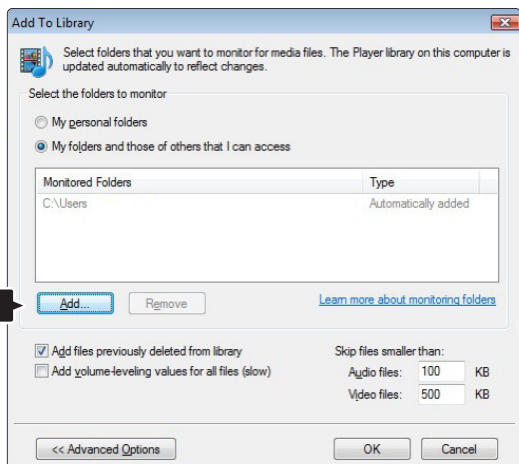 Add To Library
Select folders that you want to monitor for media files. The Player library on this computer is
updated automatically to reflect changes.
Select the folders to monitor
My personal folders
My folders and those of others that I can access
Monitored Folders Type
C:\Users Automatically added
Add... Remove Learn more about monitoring folders
Add files previously deleted from library Skip files smaller than:
Add volume-leveling values for all files (slow) Audio files: 100 KB
Video files: 500 KB
<< Advanced Options OK Cancel